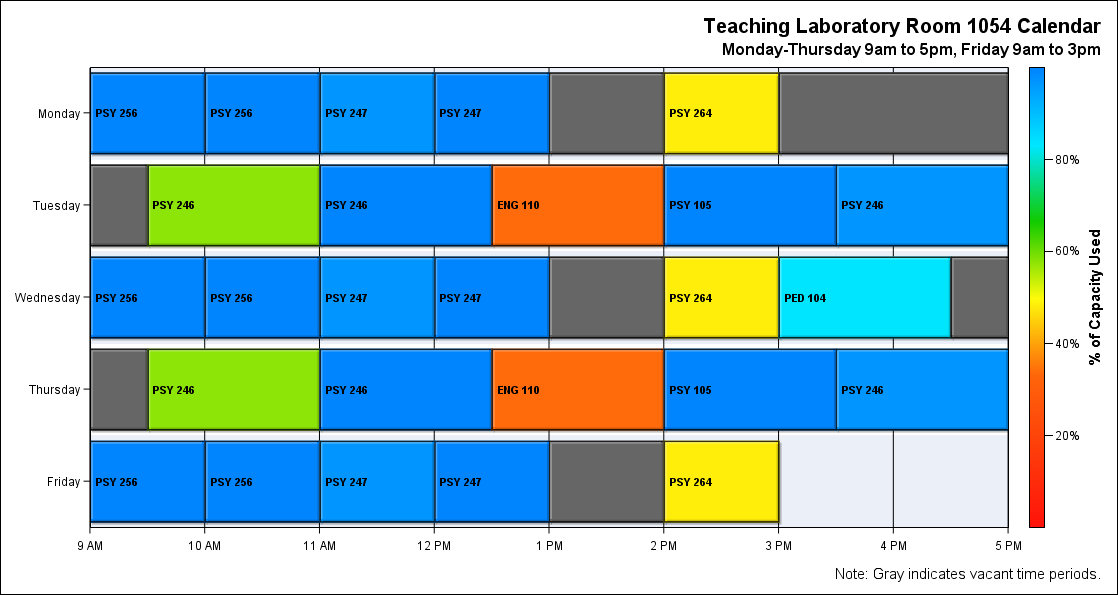 Teaching Laboratory Room 1054 Calendar
Monday-Thursday 9am to 5pm, Friday 9am to 3pm
Monday
PSY 256
PSY 256
PSY 247
PSY 247
PSY 264
Tuesday
PSY 246
PSY 246
ENG 110
PSY 105
PSY 246
Wednesday
PSY 256
PSY 256
PSY 247
PSY 247
PSY 264
PED 104
Thursday
PSY 246
PSY 246
ENG 110
PSY 105
PSY 246
Friday
PSY 256
PSY 256
PSY 247
PSY 247
PSY 264
9 AM
10 AM
11 AM
12 PM
1 PM
2 PM
3 PM
4 PM
5 PM
80%
60%
40%
20%
% of Capacity Used
Note: Gray indicates vacant time periods.